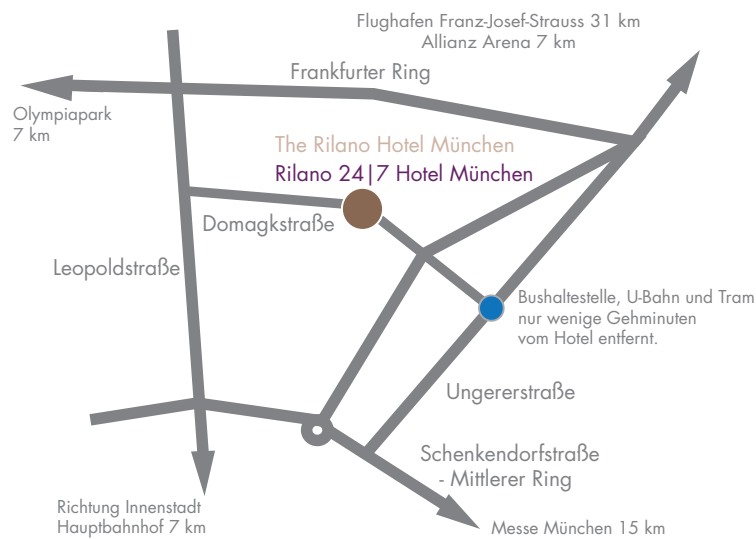 Flughafen Franz-Josef-Strauss 31 km
Allianz Arena 7 km
Frankfurter Ring
Olympiapark
7 km
The Rilano Hotel München
Rilano 24|7 Hotel München
Domagkstraße
Leopoldstraße
Bushaltestelle, U-Bahn und Tram
nur wenige Gehminuten
vom Hotel entfernt.
Ungererstraße
Schenkendorfstraße
- Mittlerer Ring
Richtung Innenstadt
Hauptbahnhof 7 km
Messe München 15 km